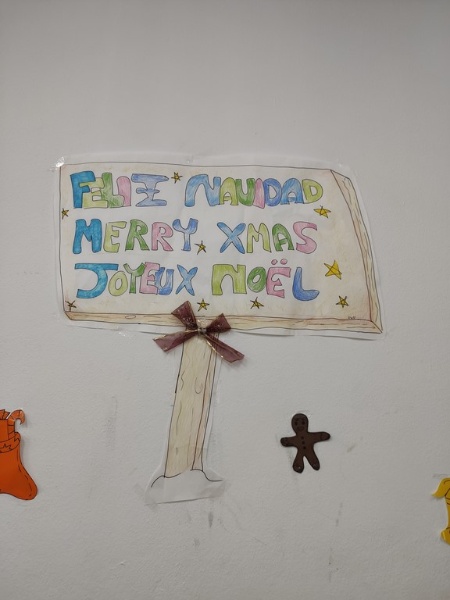 FELIZ NAVIDAD
MERRY XMAS
JOYEUX NOËL